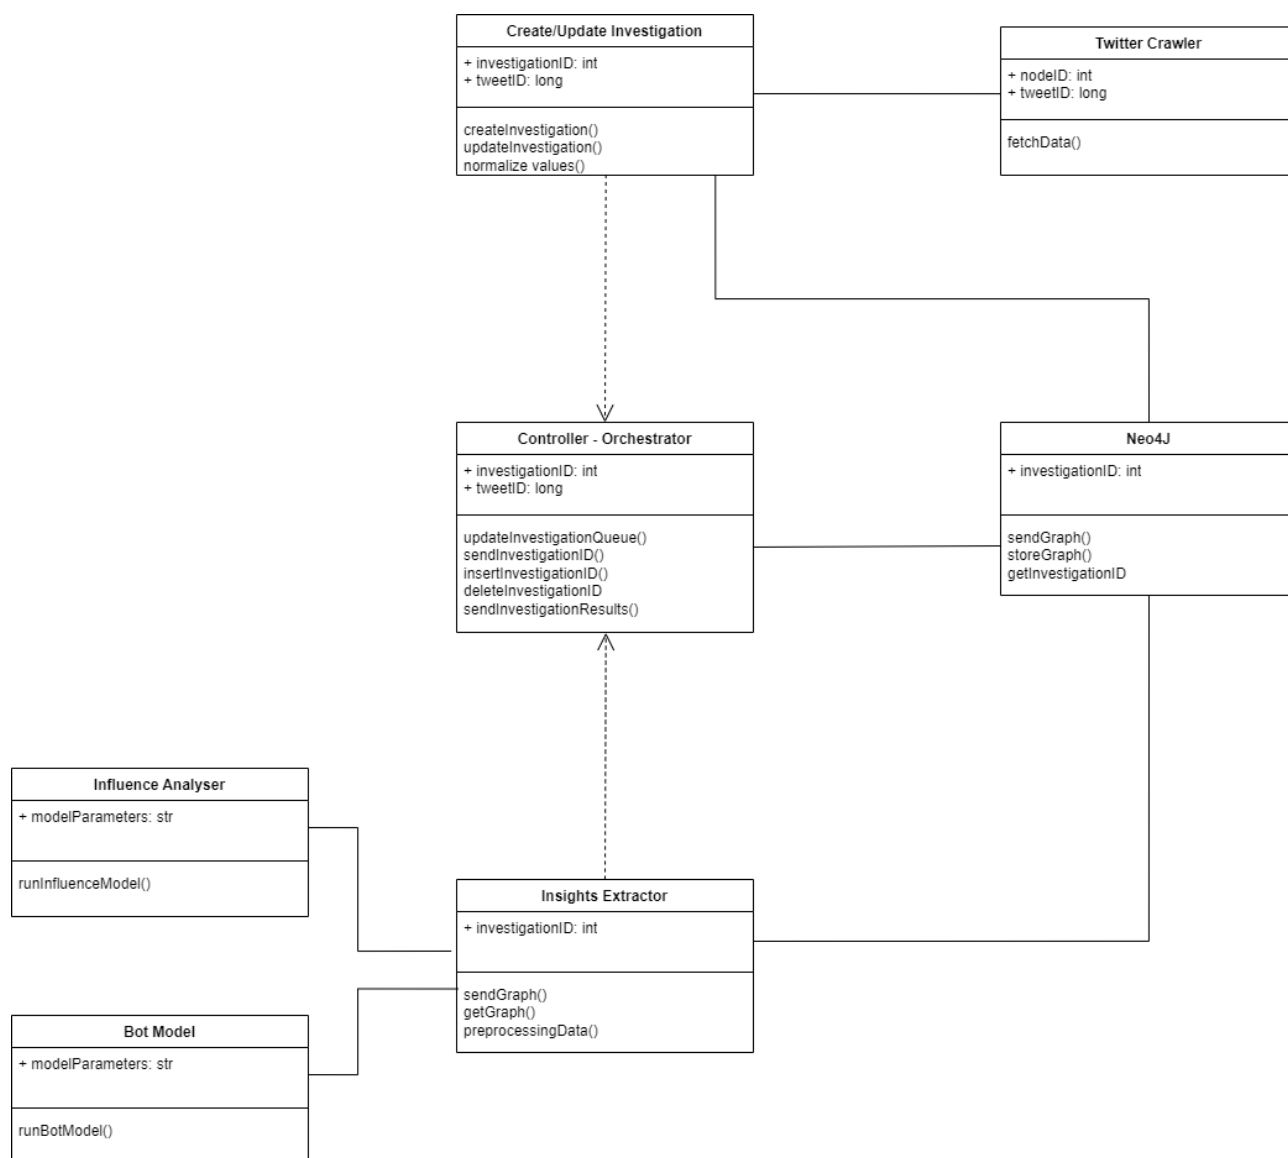 Create/Update Investigation
+ investigationID: int
+ tweetID: long
createInvestigation()
updateInvestigation()
normalize values()
Twitter Crawler
+ nodeID: int
+ tweetID: long
fetchData()
Controller - Orchestrator
+ investigationID: int
+ tweetID: long
updateInvestigationQueue()
sendInvestigationID()
insertInvestigationID()
deleteInvestigationID
sendInvestigationResults()
Neo4J
+ investigationID: int
sendGraph()
storeGraph()
getInvestigationID
Influence Analyser
+ modelParameters: str
runInfluenceModel()
Insights Extractor
+ investigationID: int
sendGraph()
getGraph()
preprocessingData()
Bot Model
+ modelParameters: str
runBotModel()